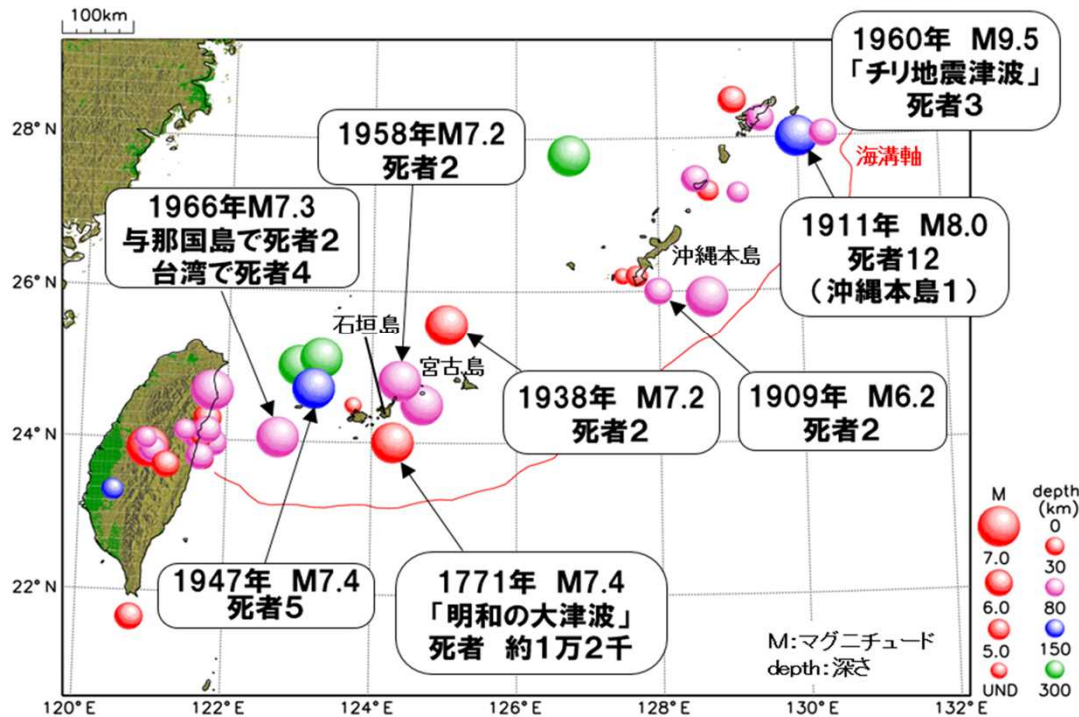 100km
1960年 M9.5
「チリ地震津波」
死者3
28°N
1958年M7.2
死者2
海溝軸
1966年M7.3
与那国島で死者2
台湾で死者4
1911年 M8.0
死者12
（沖縄本島1）
沖縄本島
26°N
石垣島
宮古島
1938年 M7.2
死者2
1909年 M6.2
死者2
24°N
1947年 M7.4
死者5
1771年 M7.4
「明和の大津波」
死者 約1万2千
22°N
M:マグニチュード
depth:深さ
M
7.0
6.0
5.0
UND
depth
(km)
0
30
80
150
300
120°E
122°E
124°E
126°E
128°E
130°E
132°E